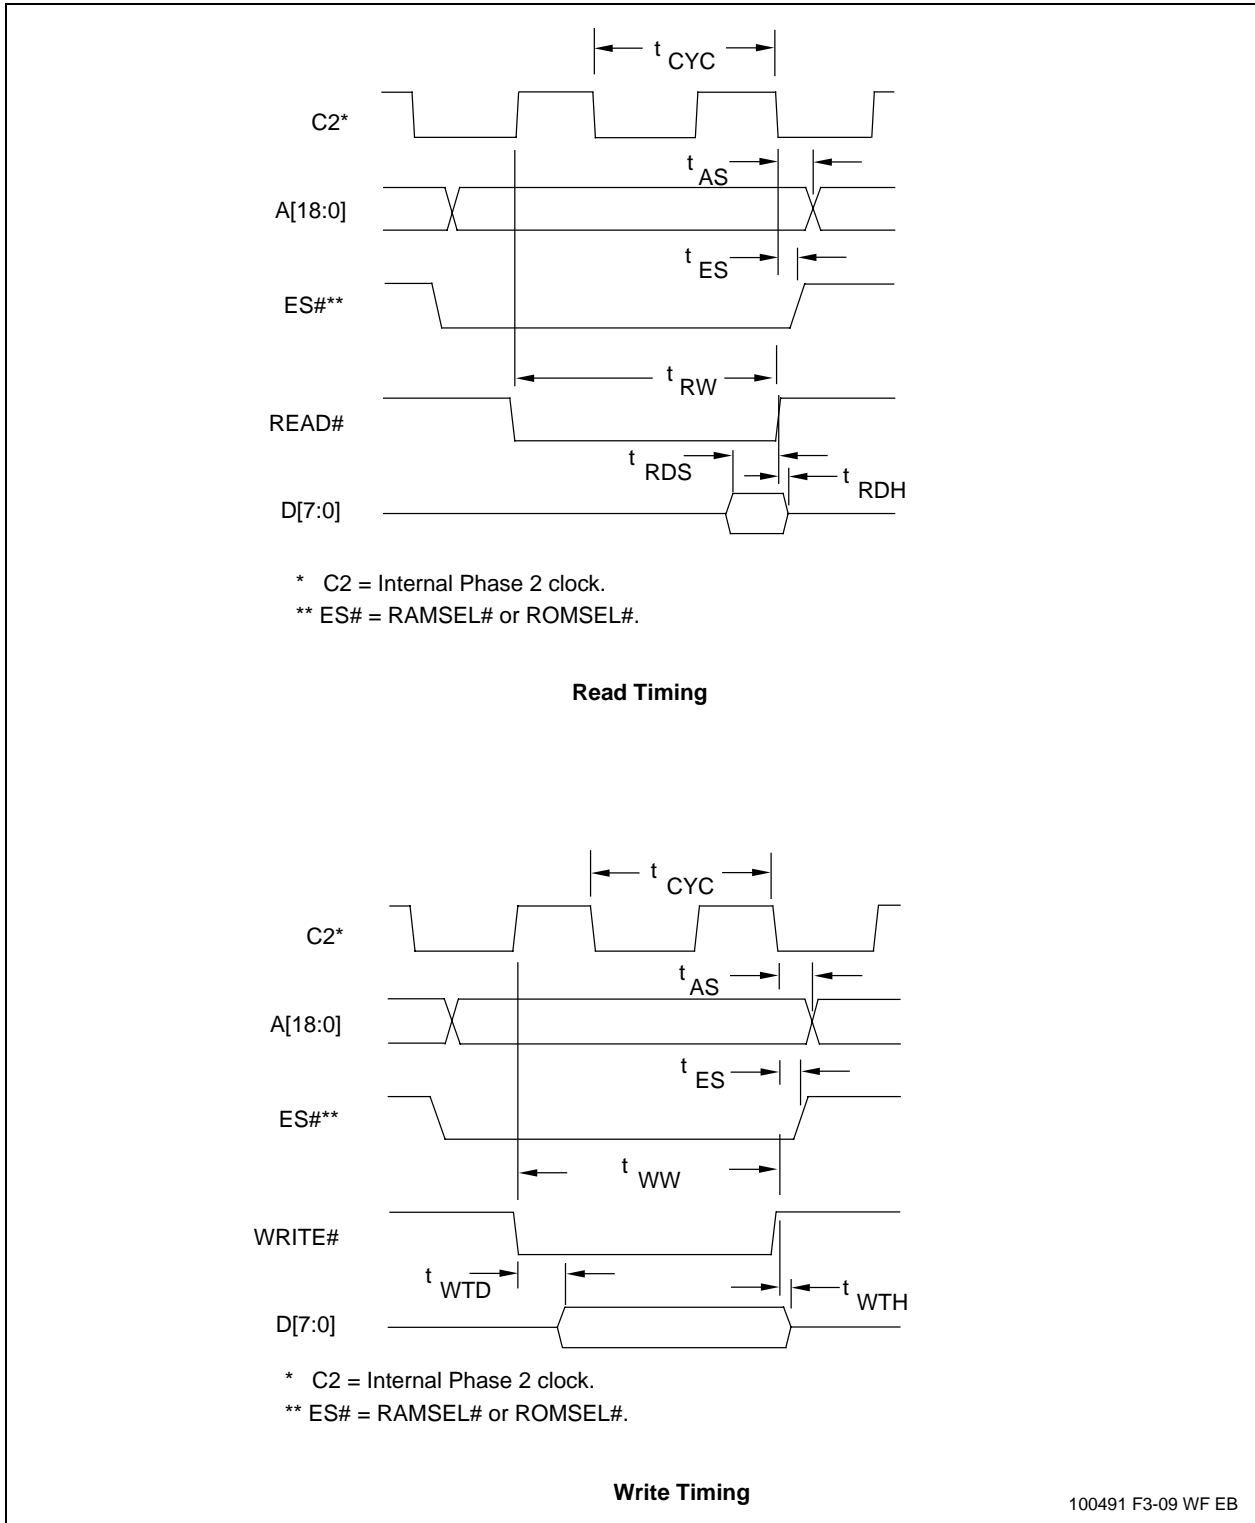 t CYC
C2*
t AS
A[18:0]
t ES
ES#**
t RW
READ#
t RDS
t RDH
D[7:0]
* C2 = Internal Phase 2 clock.
** ES# = RAMSEL# or ROMSEL#.
Read Timing
t CYC
C2*
t AS
A[18:0]
t ES
ES#**
t WW
WRITE#
t WTD
t WTH
D[7:0]
* C2 = Internal Phase 2 clock.
** ES# = RAMSEL# or ROMSEL#.
Write Timing
100491 F3-09 WF EB